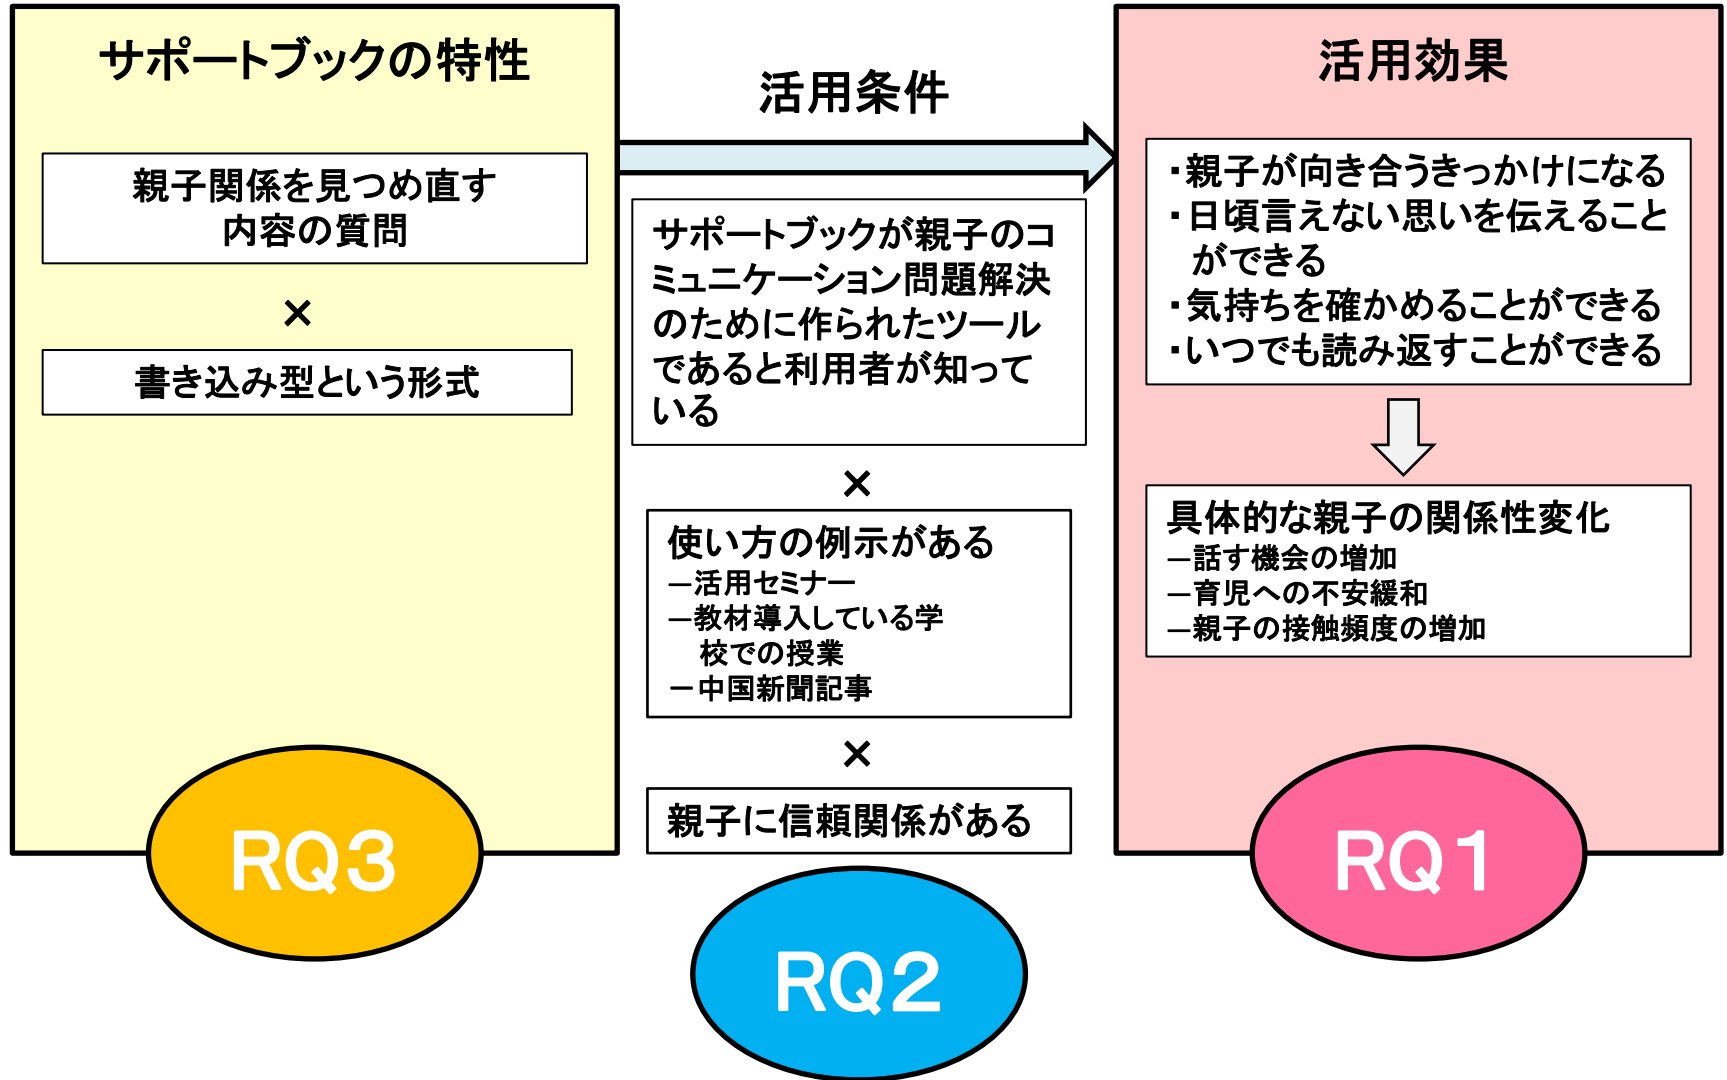 サポートブックの特性
親子関係を見つめ直す
内容の質問
×
書き込み型という形式
RQ3
活用条件
サポートブックが親子のコ
ミュニケーション問題解決
のために作られたツール
であると利用者が知って
いる
×
使い方の例示がある
―活用セミナー
―教材導入している学
校での授業
―中国新聞記事
×
親子に信頼関係がある
RQ2
活用効果
・親子が向き合うきっかけになる
・日頃言えない思いを伝えること
ができる
・気持ちを確かめることができる
・いつでも読み返すことができる
具体的な親子の関係性変化
―話す機会の増加
―育児への不安緩和
―親子の接触頻度の増加
RQ1